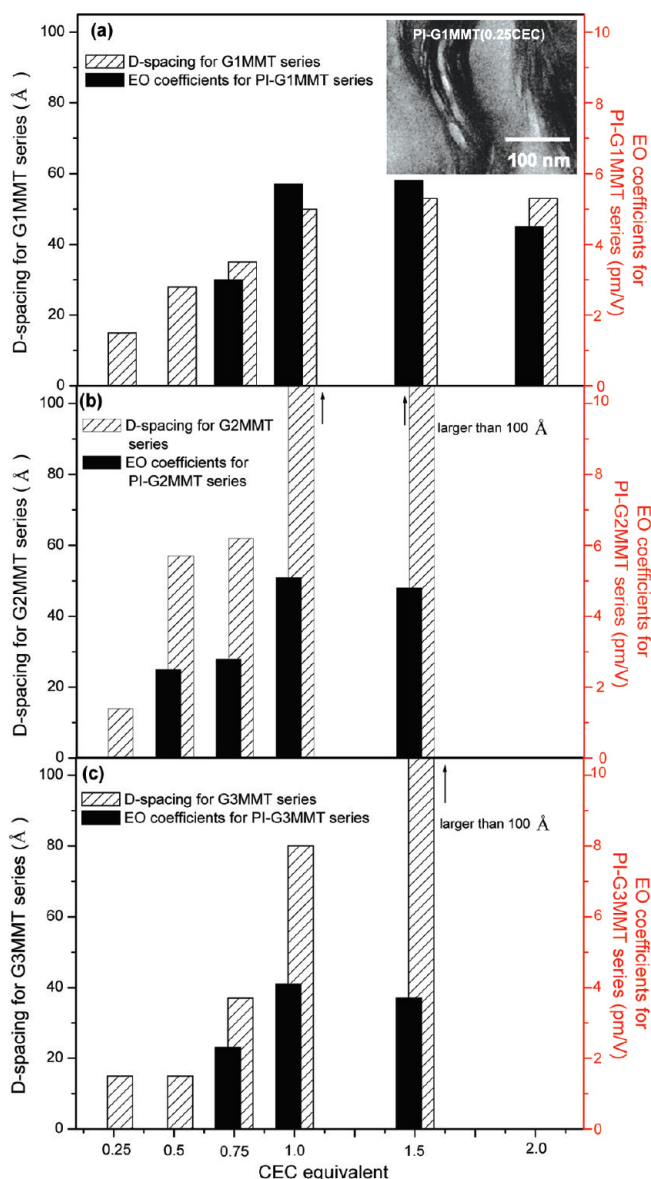 (a)
PI-G1MMT(0.25CEC)
100 nm
D-spacing for G1MMT series
EO coefficients for PI-G1MMT series
D-spacing for G1MMT series (Å)
100
80
60
40
20
0
EO coefficients for
PI-G1MMT series (pm/V)
10
8
6
4
2
0
(b)
D-spacing for G2MMT
series
EO coefficients for
PI-G2MMT series
larger than 100 Å
D-spacing for G2MMT series (Å)
100
80
60
40
20
0
EO coefficients for
PI-G2MMT series (pm/V)
10
8
6
4
2
0
(c)
D-spacing for G3MMT series
EO coefficients for PI-G3MMT series
larger than 100 Å
D-spacing for G3MMT series (Å)
100
80
60
40
20
0
EO coefficients for
PI-G3MMT series (pm/V)
10
8
6
4
2
0
0.25 0.5 0.75 1.0 1.5 2.0
CEC equivalent